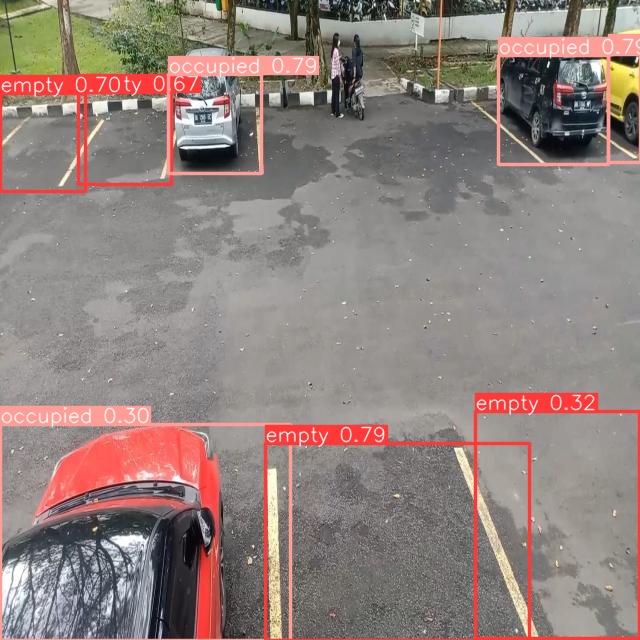 occupied 0.79
occupied 0.79
empty 0.70
ty 0.67
empty 0.32
occupied 0.30
empty 0.79